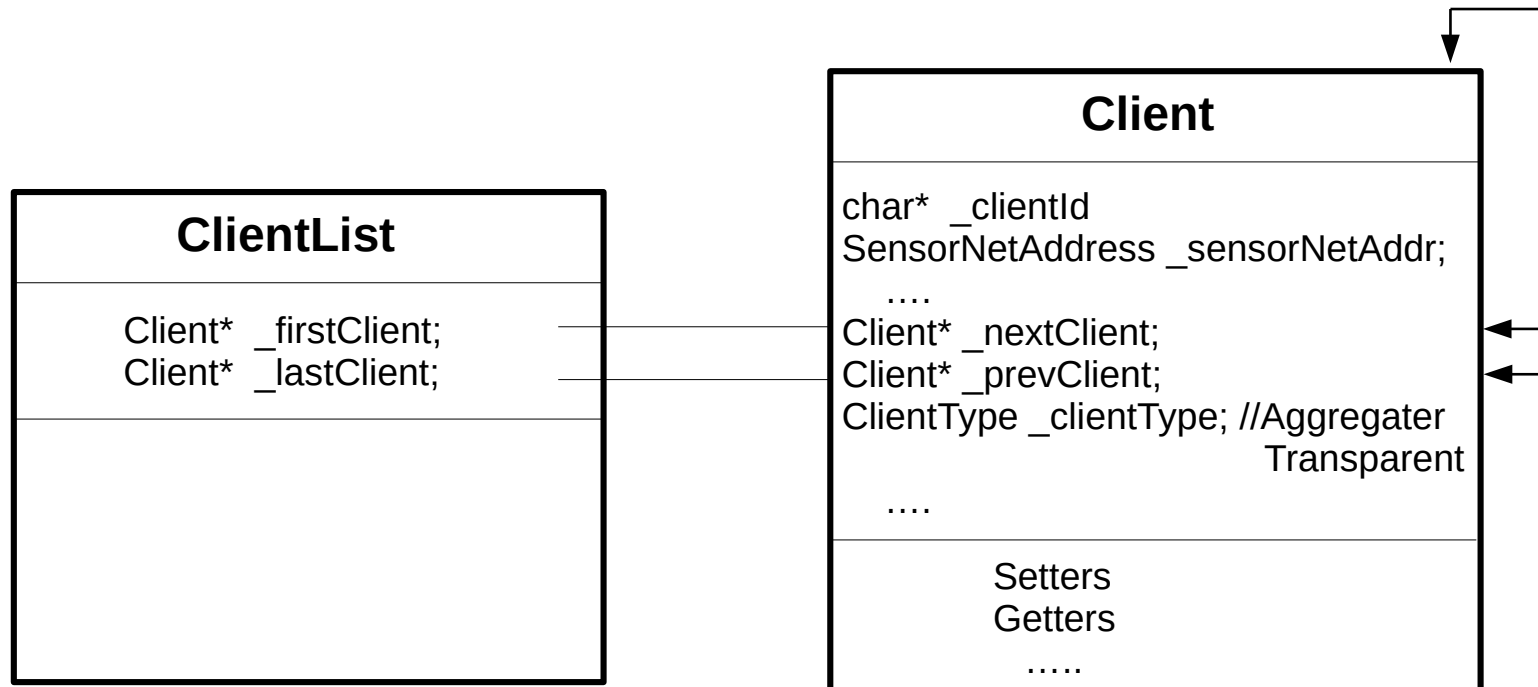 ClientList
Client* _firstClient;
Client* _lastClient;
Client
char* _clientId
SensorNetAddress _sensorNetAddr;
....
Client* _nextClient;
Client* _prevClient;
ClientType _clientType; //Aggregater
Transparent
....
Setters
Getters
.....